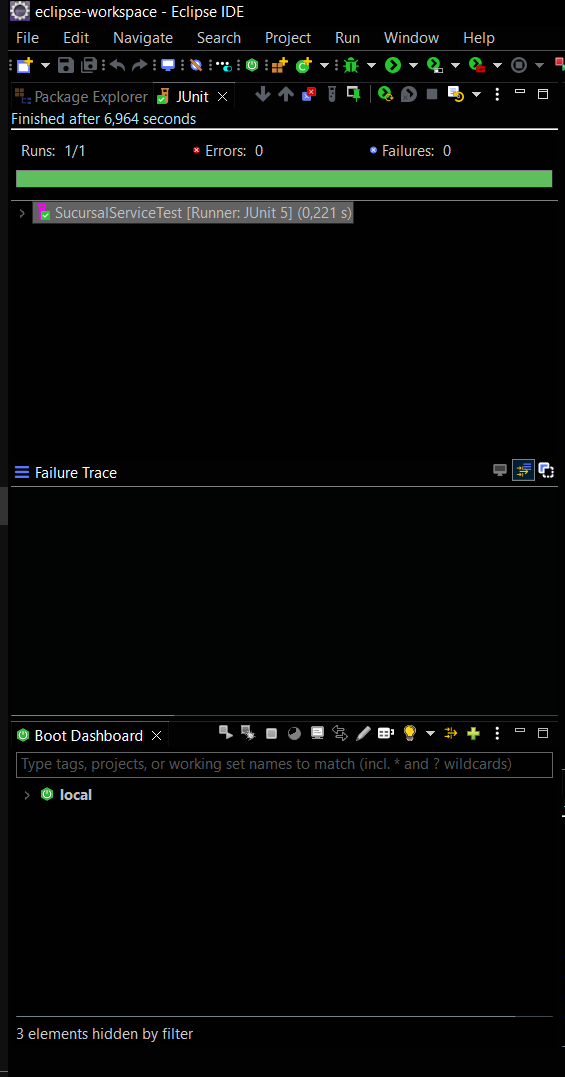 eclipse-workspace - Eclipse IDE
File Edit Navigate Search Project Run Window Help
Package Explorer JUnit
Finished after 6,964 seconds
Runs: 1/1 Errors: 0 Failures: 0
SucursalServiceTest [Runner: JUnit 5] (0,221 s)
Failure Trace
Boot Dashboard
Type tags, projects, or working set names to match (incl. * and ? wildcards)
local
3 elements hidden by filter